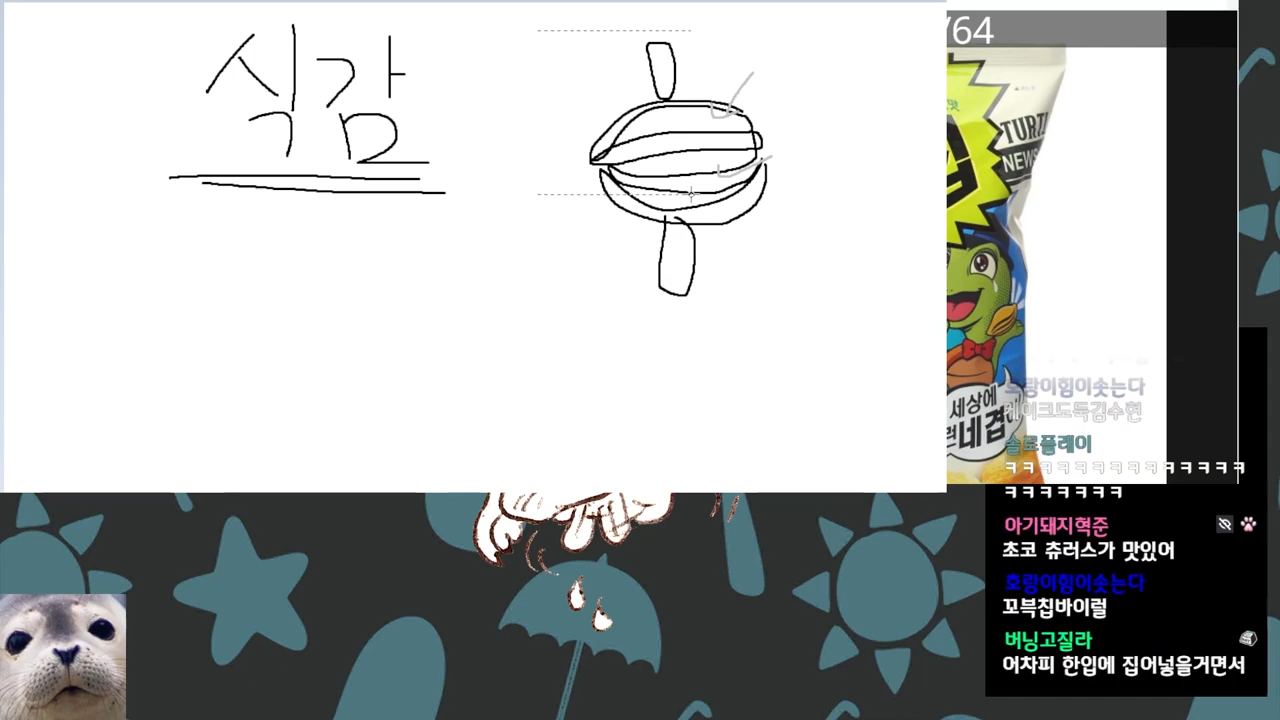 식감
/64
TURT
NEW
세상에
네겹
호랑이힘이솟는다
케이크도둑김수현
솔로플레이
ㅋㅋㅋㅋㅋㅋㅋㅋㅋㅋㅋㅋㅋㅋ
ㅋㅋㅋㅋㅋㅋㅋ
아기돼지혁준
초코 츄러스가 맛있어
호랑이힘이솟는다
꼬븍칩바이럴
버닝고질라
어차피 한입에 집어넣을거면서